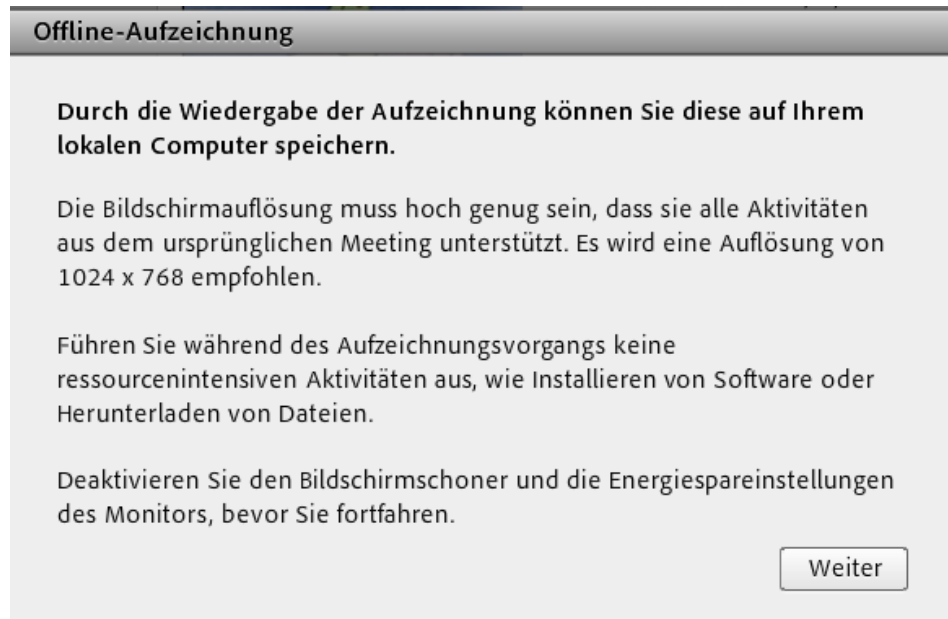 Offline-Aufzeichnung
Durch die Wiedergabe der Aufzeichnung können Sie diese auf Ihrem
lokalen Computer speichern.
Die Bildschirmauflösung muss hoch genug sein, dass sie alle Aktivitäten
aus dem ursprünglichen Meeting unterstützt. Es wird eine Auflösung von
1024 x 768 empfohlen.
Führen Sie während des Aufzeichnungsvorgangs keine
ressourcenintensiven Aktivitäten aus, wie Installieren von Software oder
Herunterladen von Dateien.
Deaktivieren Sie den Bildschirmschoner und die Energiespareinstellungen
des Monitors, bevor Sie fortfahren.
Weiter